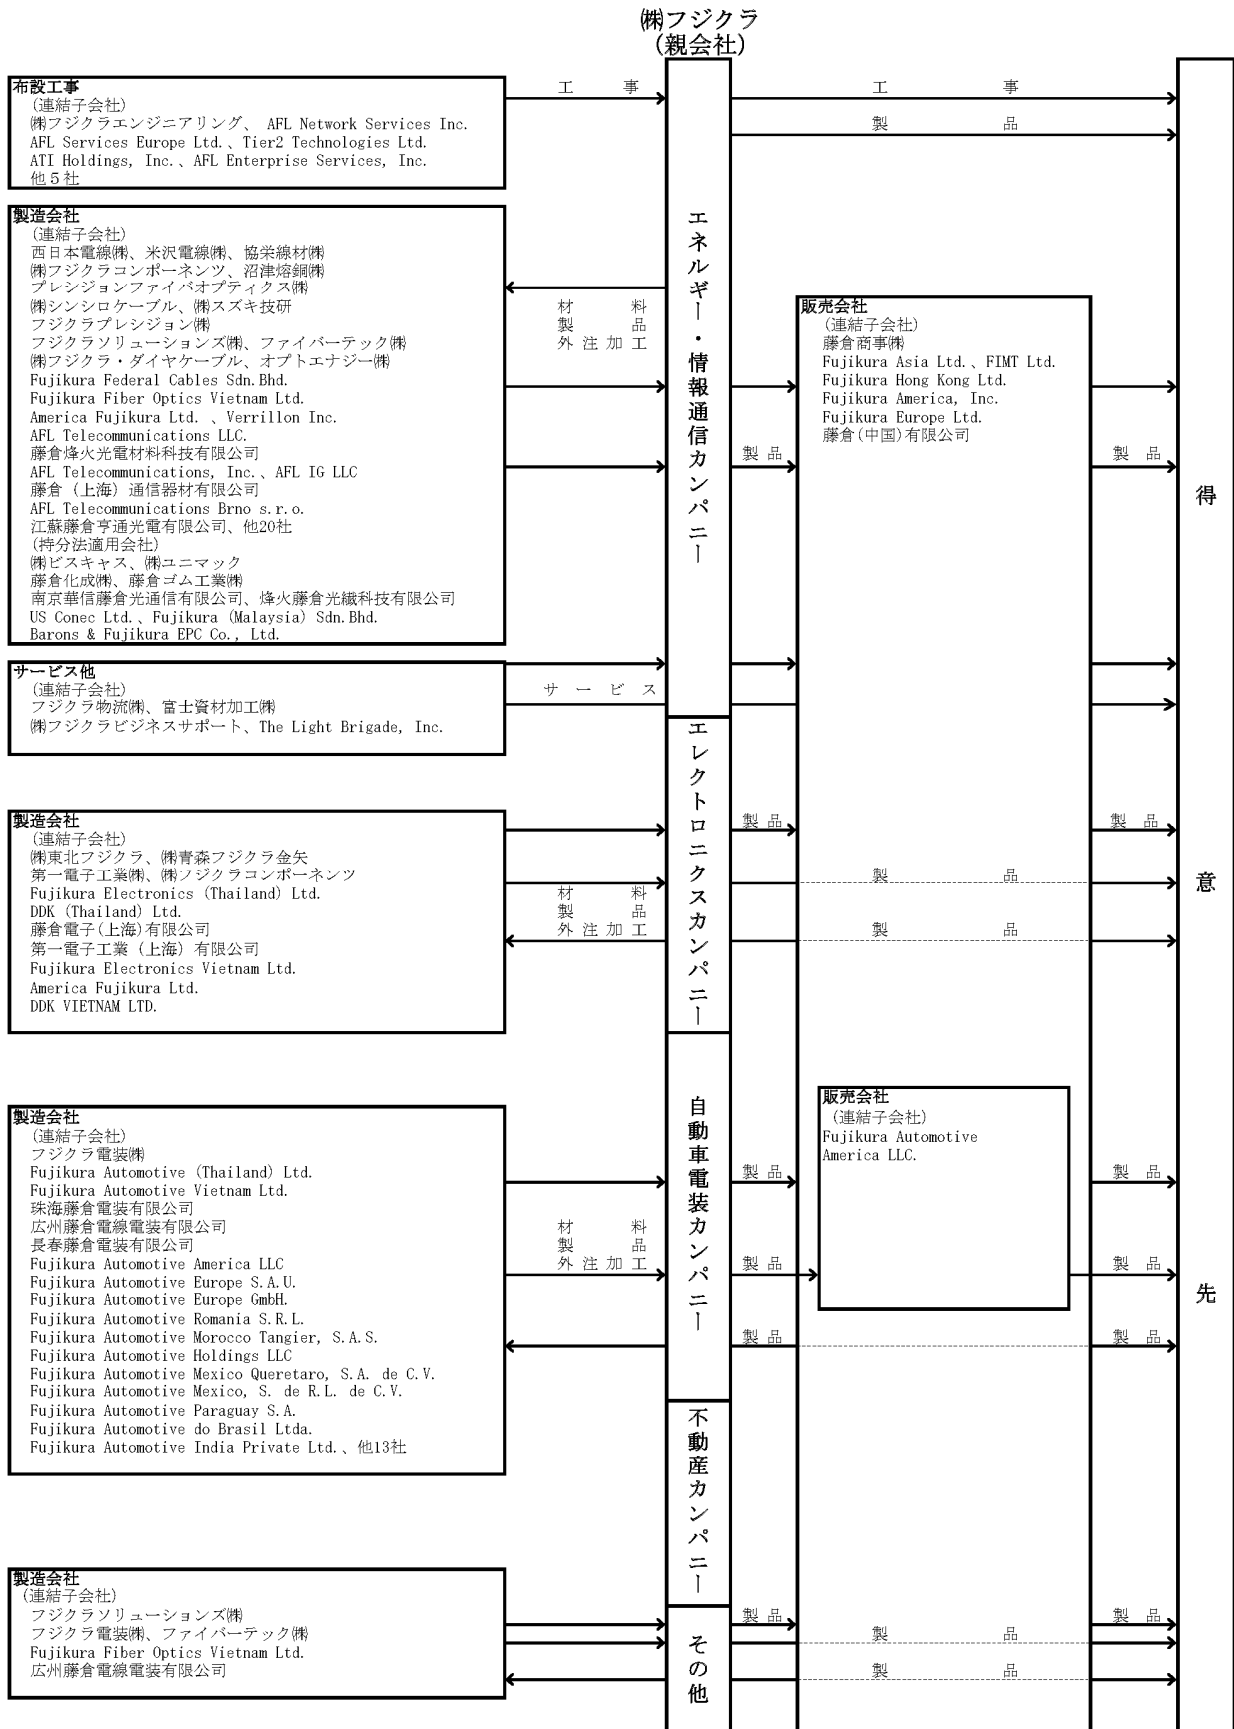 ㈱フジクラ
(親会社)
布設工事
(連結子会社)
㈱フジクラエンジニアリング、 AFL Network Services Inc.
AFL Services Europe Ltd.、Tier2 Technologies Ltd.
ATI Holdings, Inc.、AFL Enterprise Services, Inc.
他５社
工事
工事
製品
製造会社
(連結子会社)
西日本電線㈱、米沢電線㈱、協栄線材㈱
㈱フジクラコンポーネンツ、沼津熔銅㈱
プレシジョンファイバオプティクス㈱
㈱シンシロケーブル、㈱スズキ技研
フジクラプレシジョン㈱
フジクラソリューションズ㈱、ファイバーテック㈱
㈱フジクラ・ダイヤケーブル、オプトエナジー㈱
Fujikura Federal Cables Sdn.Bhd.
Fujikura Fiber Optics Vietnam Ltd.
America Fujikura Ltd. 、Verrillon Inc.
AFL Telecommunications LLC.
藤倉烽火光電材料科技有限公司
AFL Telecommunications, Inc.、AFL IG LLC
藤倉（上海）通信器材有限公司
AFL Telecommunications Brno s.r.o.
江蘇藤倉亨通光電有限公司、他20社
(持分法適用会社)
㈱ビスキャス、㈱ユニマック
藤倉化成㈱、藤倉ゴム工業㈱
南京華信藤倉光通信有限公司、烽火藤倉光繊科技有限公司
US Conec Ltd.、Fujikura (Malaysia) Sdn.Bhd.
Barons & Fujikura EPC Co., Ltd.
材料
製品
外注加工
エネルギー・情報通信カンパニー
製品
販売会社
(連結子会社)
藤倉商事㈱
Fujikura Asia Ltd.、FIMT Ltd.
Fujikura Hong Kong Ltd.
Fujikura America, Inc.
Fujikura Europe Ltd.
藤倉(中国)有限公司
製品
得意先
サービス他
(連結子会社)
フジクラ物流㈱、富士資材加工㈱
㈱フジクラビジネスサポート、The Light Brigade, Inc.
サービス
製造会社
(連結子会社)
㈱東北フジクラ、㈱青森フジクラ金矢
第一電子工業㈱、㈱フジクラコンポーネンツ
Fujikura Electronics (Thailand) Ltd.
DDK (Thailand) Ltd.
藤倉電子(上海)有限公司
第一電子工業（上海）有限公司
Fujikura Electronics Vietnam Ltd.
America Fujikura Ltd.
DDK VIETNAM LTD.
材料
製品
外注加工
エレクトロニクスカンパニー
製品
製品
製品
製品
製造会社
(連結子会社)
フジクラ電装㈱
Fujikura Automotive (Thailand) Ltd.
Fujikura Automotive Vietnam Ltd.
珠海藤倉電装有限公司
広州藤倉電線電装有限公司
長春藤倉電装有限公司
Fujikura Automotive America LLC
Fujikura Automotive Europe S.A.U.
Fujikura Automotive Europe GmbH.
Fujikura Automotive Romania S.R.L.
Fujikura Automotive Morocco Tangier, S.A.S.
Fujikura Automotive Holdings LLC
Fujikura Automotive Mexico Queretaro, S.A. de C.V.
Fujikura Automotive Mexico, S. de R.L. de C.V.
Fujikura Automotive Paraguay S.A.
Fujikura Automotive do Brasil Ltda.
Fujikura Automotive India Private Ltd.、他13社
材料
製品
外注加工
自動車電装カンパニー
製品
製品
製品
販売会社
(連結子会社)
Fujikura Automotive
America LLC.
製品
製品
製品
不動産カンパニー
製造会社
(連結子会社)
フジクラソリューションズ㈱
フジクラ電装㈱、ファイバーテック㈱
Fujikura Fiber Optics Vietnam Ltd.
広州藤倉電線電装有限公司
その他
製品
製品
製品
製品